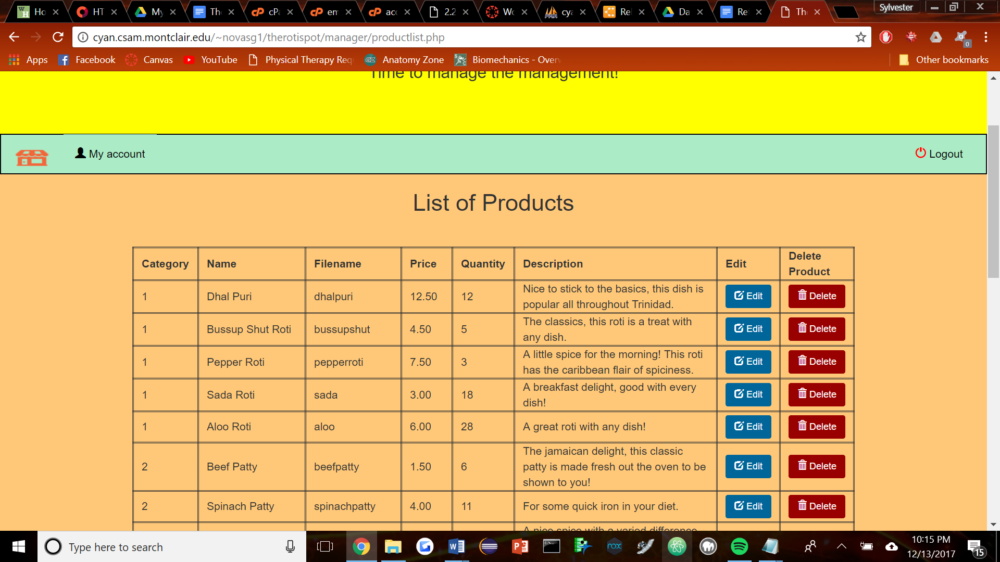 Ho
HT
My
Th
cPa
em
acc
2.2
Wo
cya
Rel
Da
Re
Th
Sylvester
cyan.csam.montclair.edu/~novasg1/therotispot/manager/productlist.php
0
Apps
Facebook
Canvas
YouTube
Physical Therapy Req
Anatomy Zone
Biomechanics - Over
Other bookmarks
Time to manage the management!
My account
Logout
List of Products
Category Name Filename Price Quantity Description Edit Delete Product
1 Dhal Puri dhalpuri 12.50 12 Nice to stick to the basics, this dish is
popular all throughout Trinidad. Edit Delete
1 Bussup Shut Roti bussupshut 4.50 5 The classics, this roti is a treat with
any dish. Edit Delete
1 Pepper Roti pepperroti 7.50 3 A little spice for the morning! This roti
has the caribbean flair of spiciness. Edit Delete
1 Sada Roti sada 3.00 18 A breakfast delight, good with every
dish! Edit Delete
1 Aloo Roti aloo 6.00 28 A great roti with any dish! Edit Delete
2 Beef Patty beefpatty 1.50 6 The jamaican delight, this classic
patty is made fresh out the oven to be
shown to you! Edit Delete
2 Spinach Patty spinachpatty 4.00 11 For some quick iron in your diet. Edit Delete
A nice spice with a varied difference
Type here to search
nox
10:15 PM
12/13/2017
15